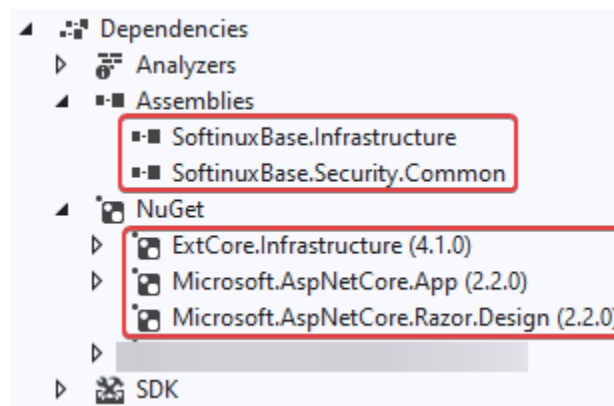 Dependencies
Analyzers
Assemblies
SoftinuxBase.Infrastructure
SoftinuxBase.Security.Common
NuGet
ExtCore.Infrastructure (4.1.0)
Microsoft.AspNetCore.App (2.2.0)
Microsoft.AspNetCore.Razor.Design (2.2.0)
SDK